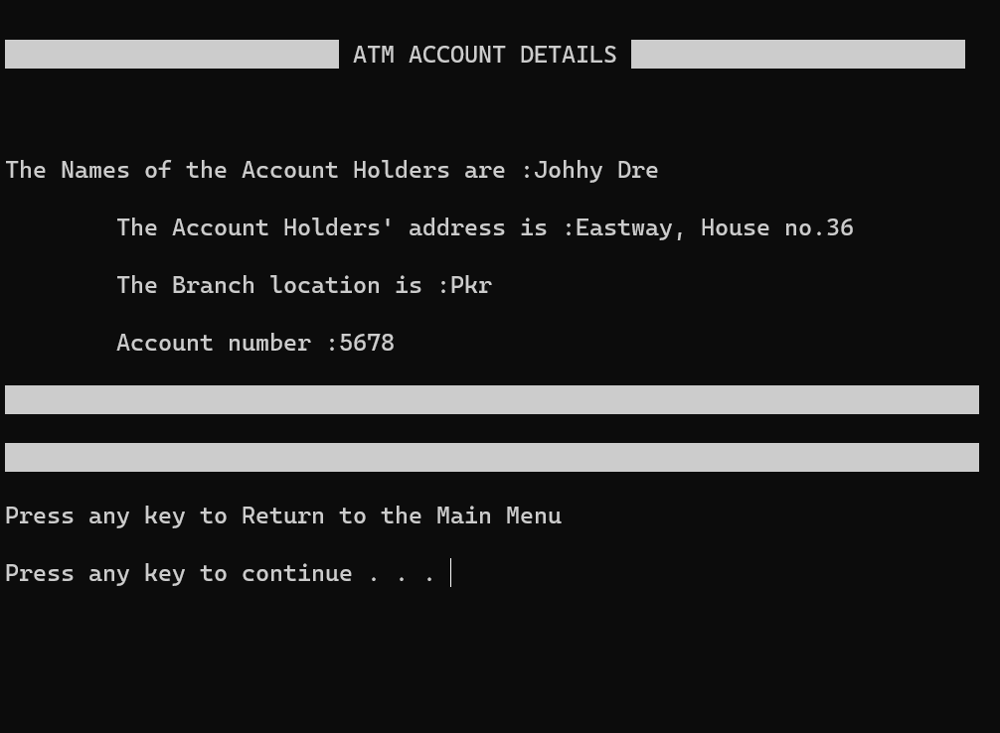 ATM ACCOUNT DETAILS
The Names of the Account Holders are :Johhy Dre
The Account Holders' address is :Eastway, House no.36
The Branch location is :Pkr
Account number :5678
Press any key to Return to the Main Menu
Press any key to continue . . .